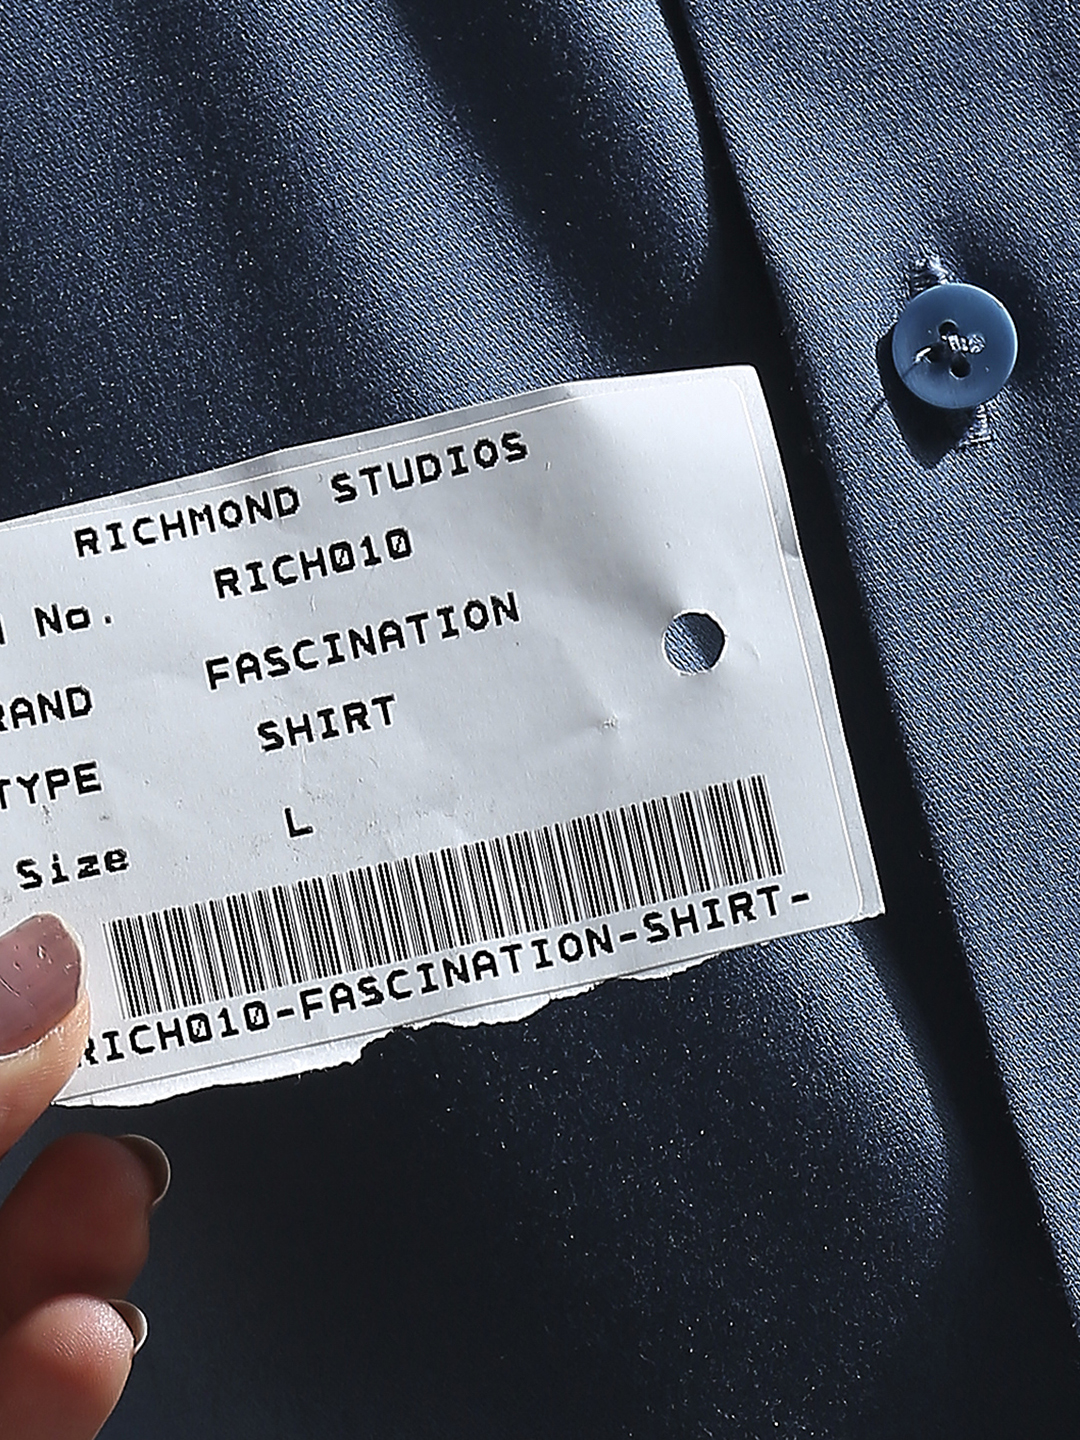 RICHMOND STUDIOS
No. RICH010
RAND FASCINATION
TYPE SHIRT
Size L
RICH010-FASCINATION-SHIRT-